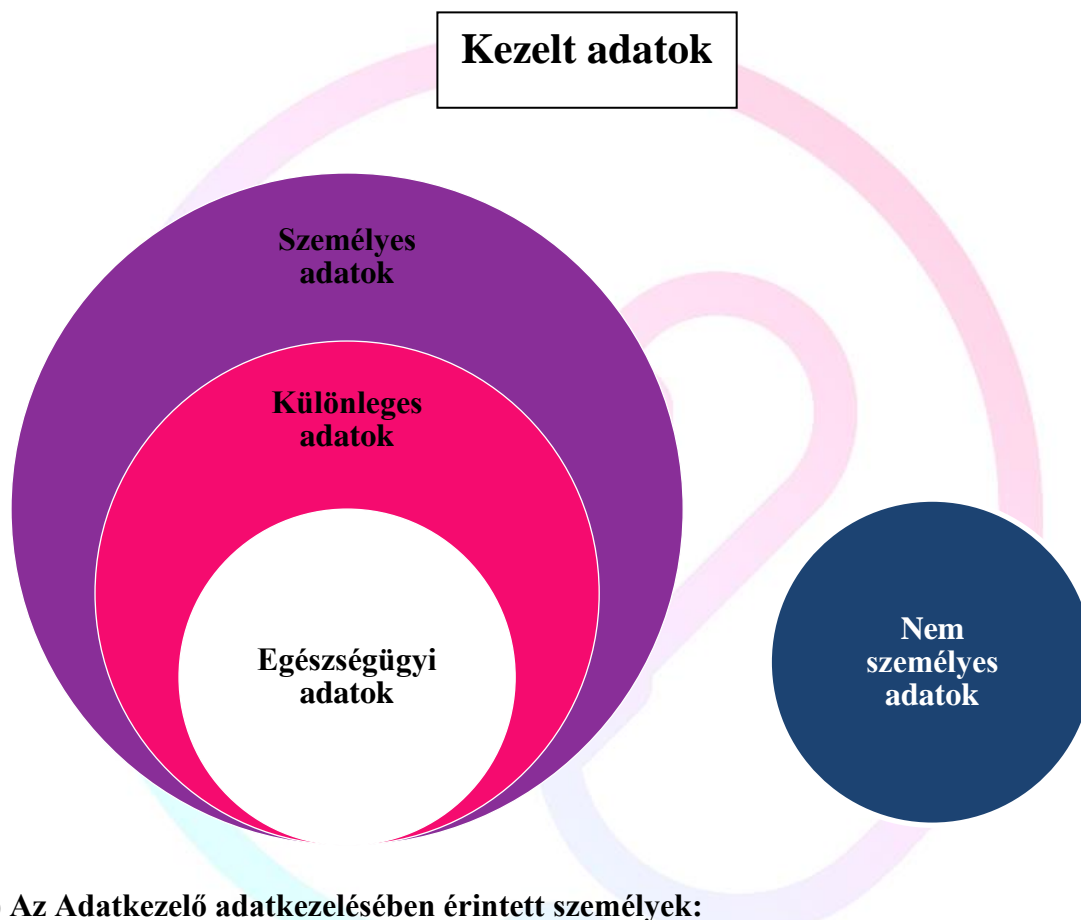 Kezelt adatok
Személyes
adatok
Különleges
adatok
Egészségügyi
adatok
Nem
személyes
adatok
Az Adatkezelő adatkezelésében érintett személyek: